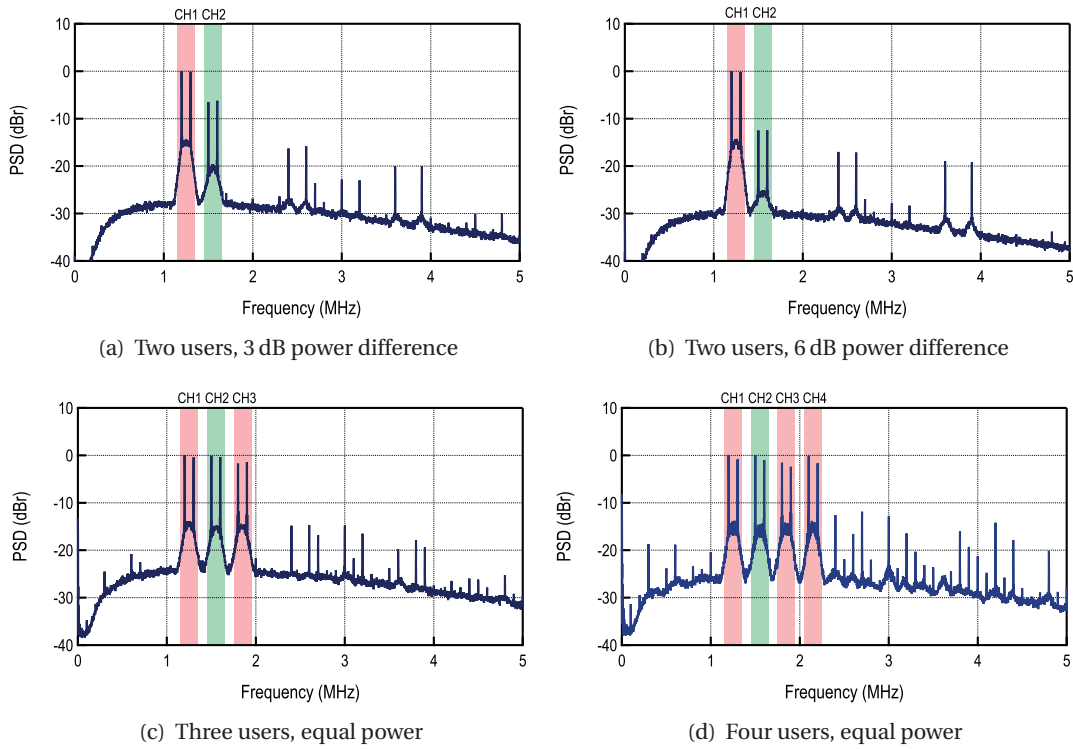 CH1 CH2
10
0
-10
-20
-30
-40
PSD (dBr)
0 1 2 3 4 5
Frequency (MHz)
(a) Two users, 3 dB power difference
CH1 CH2
10
0
-10
-20
-30
-40
PSD (dBr)
0 1 2 3 4 5
Frequency (MHz)
(b) Two users, 6 dB power difference
CH1 CH2 CH3
10
0
-10
-20
-30
-40
PSD (dBr)
0 1 2 3 4 5
Frequency (MHz)
(c) Three users, equal power
CH1 CH2 CH3 CH4
10
0
-10
-20
-30
-40
PSD (dBr)
0 1 2 3 4 5
Frequency (MHz)
(d) Four users, equal power